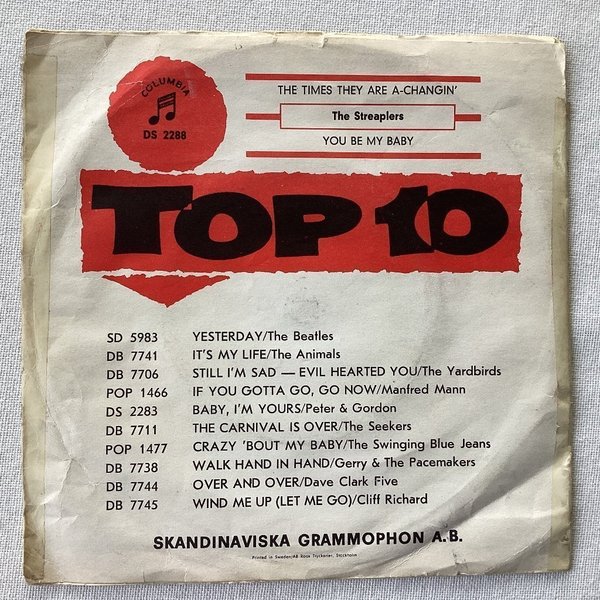 COLUMBIA
DS 2288
THE TIMES THEY ARE A-CHANGIN'
The Streaplers
YOU BE MY BABY
TOP 10
SD 5983 YESTERDAY/The Beatles
DB 7741 IT'S MY LIFE/The Animals
DB 7706 STILL I'M SAD — EVIL HEARTED YOU/The Yardbirds
POP 1466 IF YOU GOTTA GO, GO NOW/Manfred Mann
DS 2283 BABY, I'M YOURS/Peter & Gordon
DB 7711 THE CARNIVAL IS OVER/The Seekers
POP 1477 CRAZY 'BOUT MY BABY/The Swinging Blue Jeans
DB 7738 WALK HAND IN HAND/Gerry & The Pacemakers
DB 7744 OVER AND OVER/Dave Clark Five
DB 7745 WIND ME UP (LET ME GO)/Cliff Richard
SKANDINAVISKA GRAMMOPHON A.B.
Printed in Sweden/AB Roos Tryckerier, Stockholm